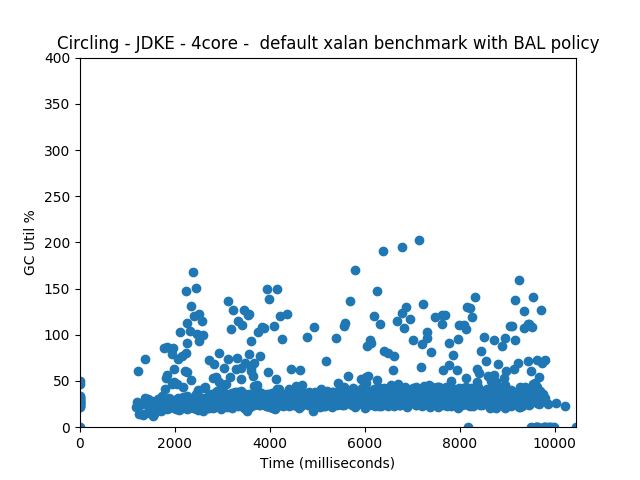 Circling - JDKE - 4core -  default xalan benchmark with BAL policy
400
350
300
250
200
150
100
50
0
GC Util %
0 2000 4000 6000 8000 10000
Time (milliseconds)